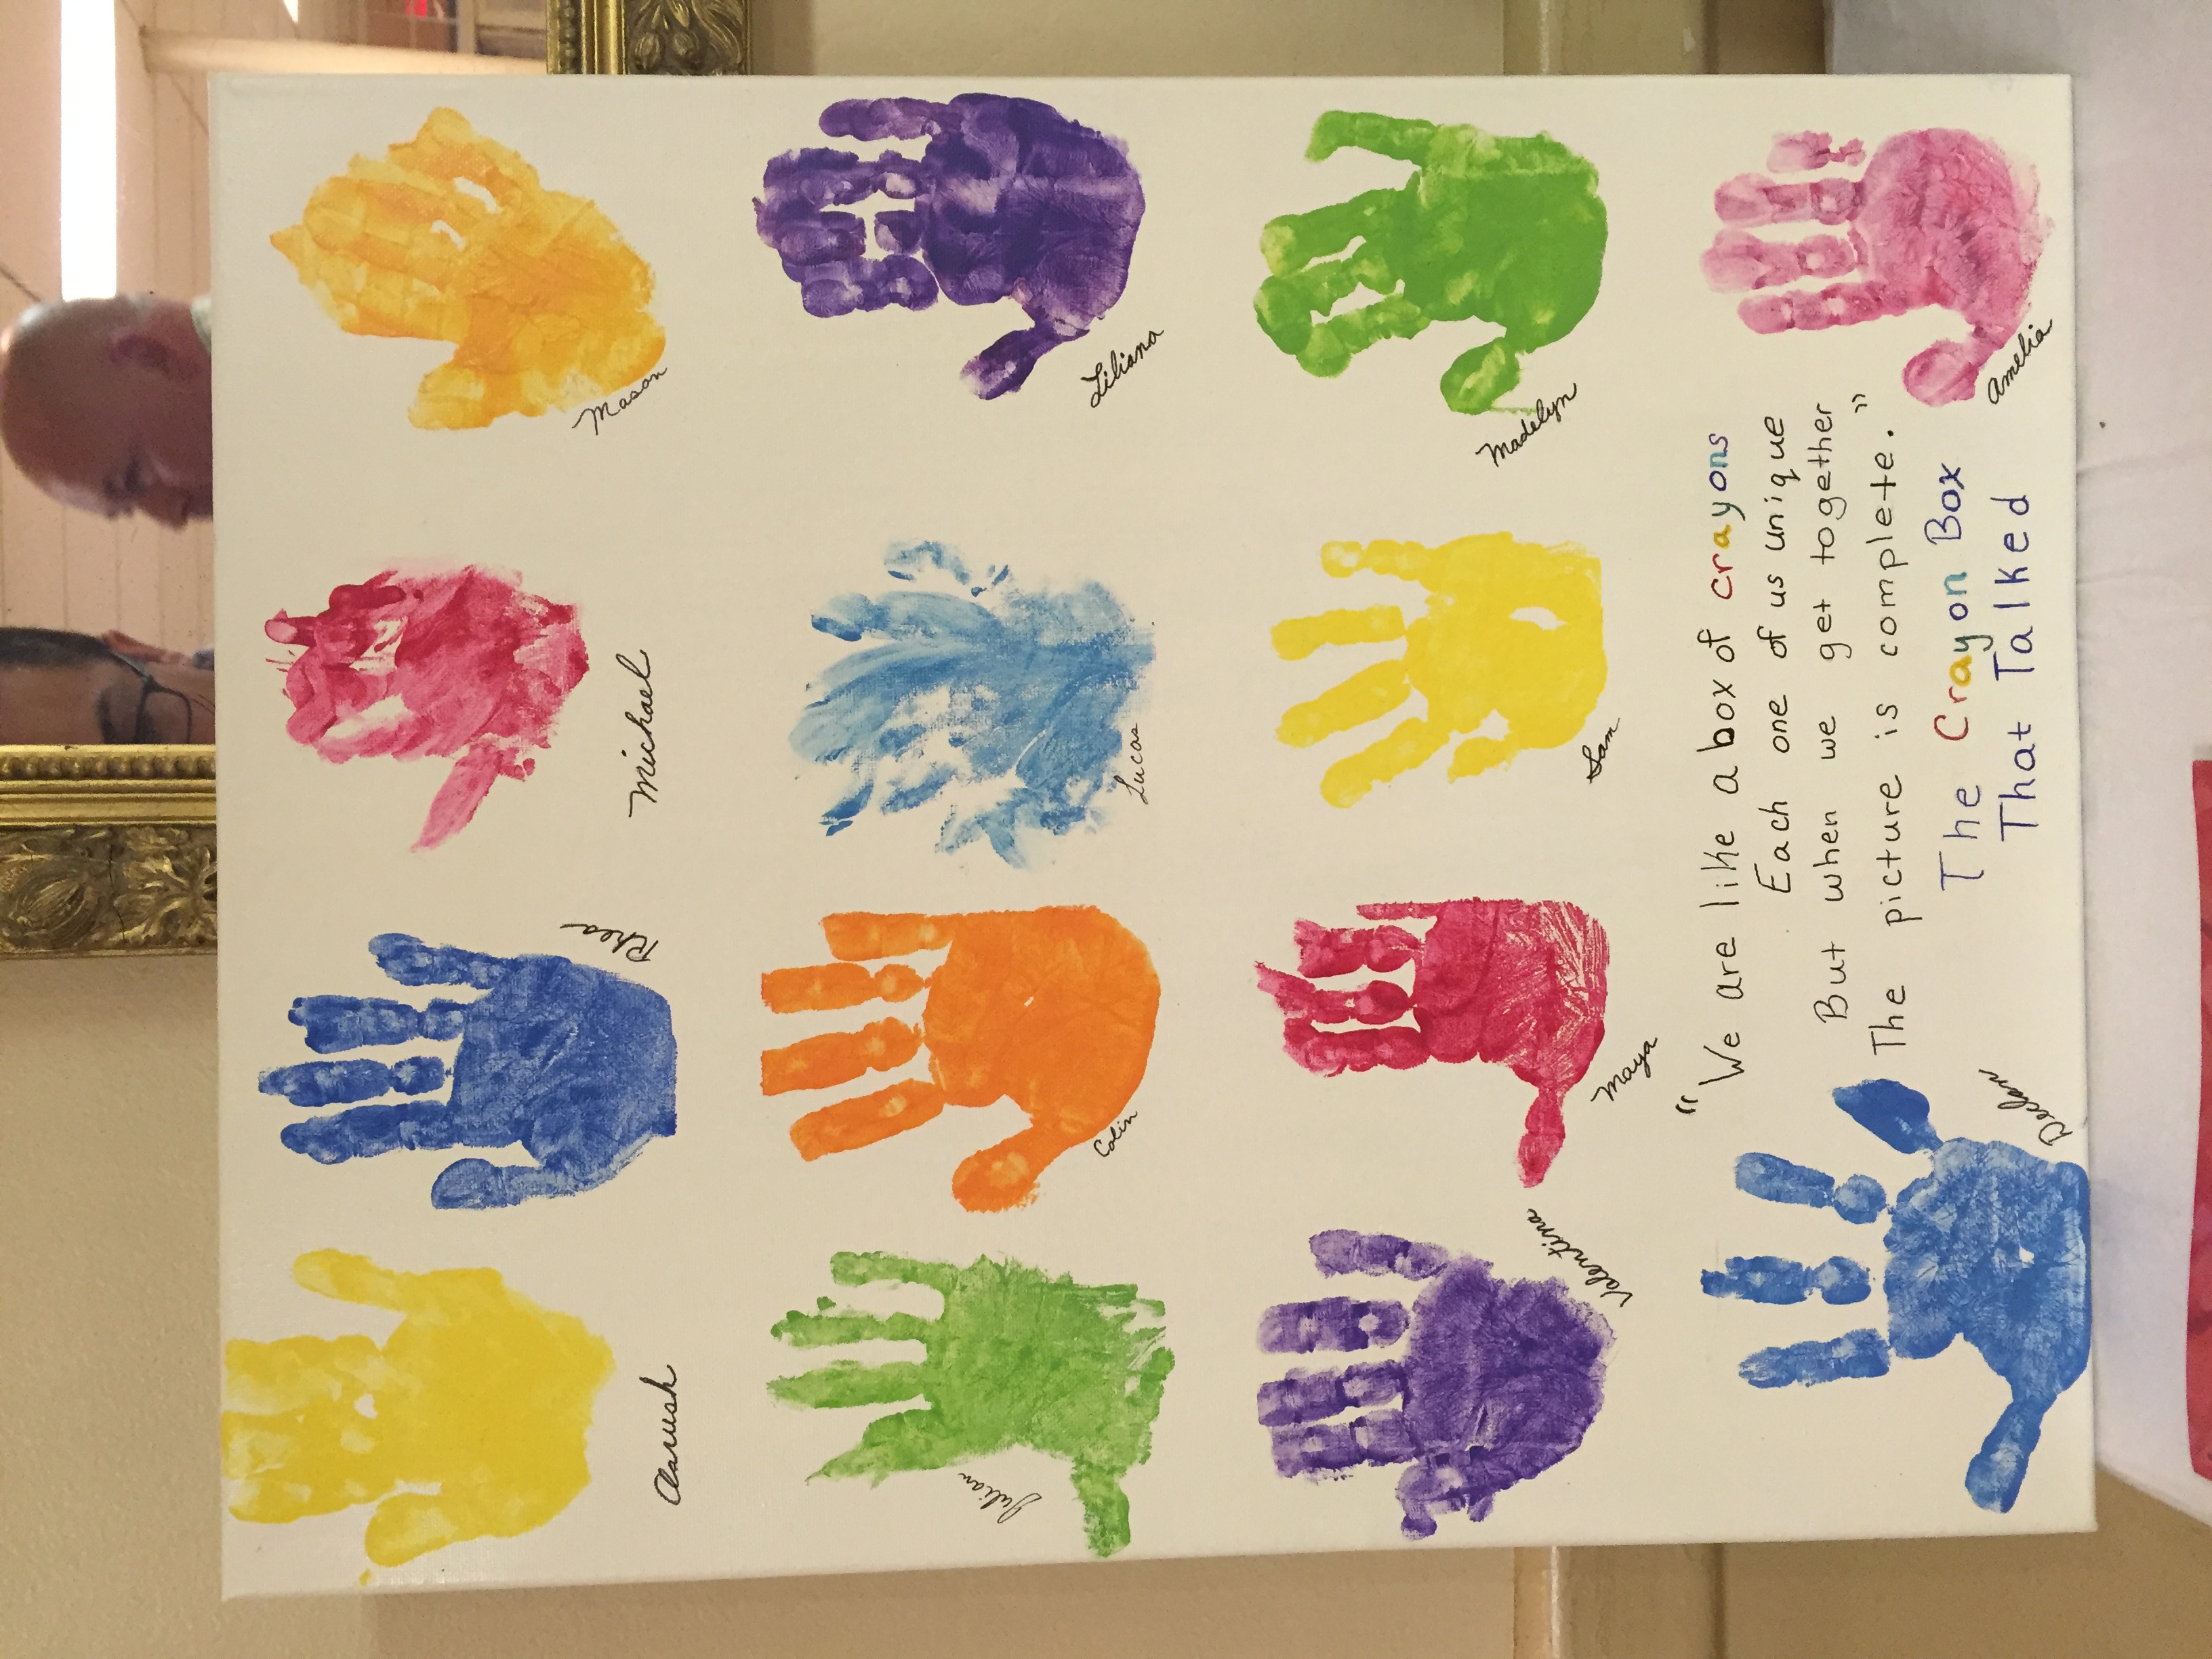 Aarush
Rhea
Michael
Mason
Julian
Colin
Lucas
Liliana
Valentina
Maya
Sam
Madelyn
"We are like a box of crayons
Each one of us unique
But when we get together
The picture is complete."
The Crayon Box
That Talked
Declan
Amelia